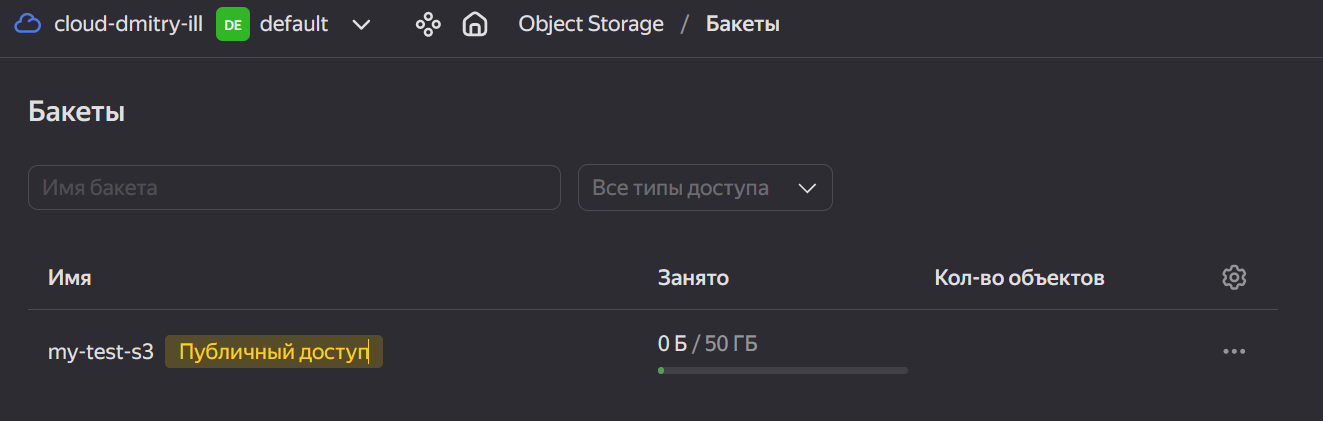 cloud-dmitry-ill DE default Object Storage / Бакеты
Бакеты
Имя бакета Все типы доступа
Имя Занято Кол-во объектов
my-test-s3 Публичный доступ 0 Б / 50 ГБ